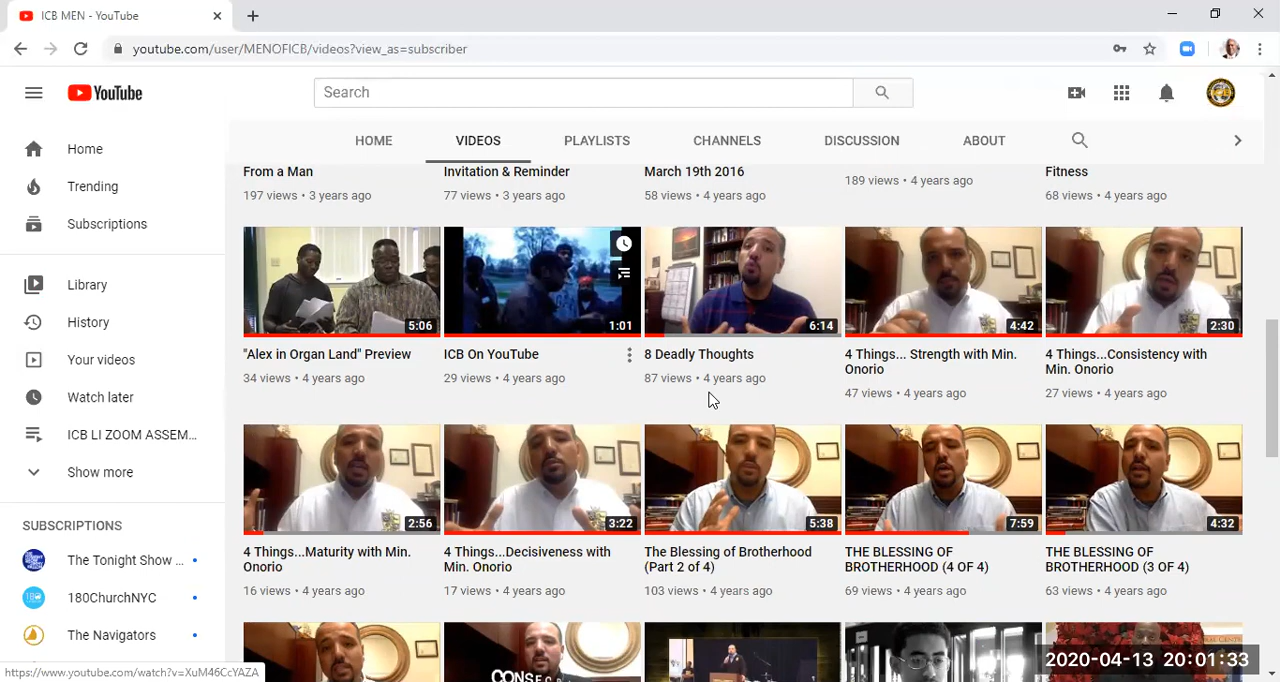 ICB MEN - YouTube
youtube.com/user/MENOFICB/videos?view_as=subscriber
YouTube
Search
HOME
VIDEOS
PLAYLISTS
CHANNELS
DISCUSSION
ABOUT
Home
Trending
Subscriptions
Library
History
Your videos
Watch later
ICB LI ZOOM ASSEM...
Show more
SUBSCRIPTIONS
The Tonight Show ...
180ChurchNYC
The Navigators
From a Man
197 views • 3 years ago
Invitation & Reminder
77 views • 3 years ago
March 19th 2016
58 views • 4 years ago
189 views • 4 years ago
Fitness
68 views • 4 years ago
5:06
"Alex in Organ Land" Preview
34 views • 4 years ago
1:01
ICB On YouTube
29 views • 4 years ago
6:14
8 Deadly Thoughts
87 views • 4 years ago
4:42
4 Things... Strength with Min.
Onorio
47 views • 4 years ago
2:30
4 Things...Consistency with
Min. Onorio
27 views • 4 years ago
2:56
4 Things...Maturity with Min.
Onorio
16 views • 4 years ago
3:22
4 Things...Decisiveness with
Min. Onorio
17 views • 4 years ago
5:38
The Blessing of Brotherhood
(Part 2 of 4)
103 views • 4 years ago
7:59
THE BLESSING OF
BROTHERHOOD (4 OF 4)
69 views • 4 years ago
4:32
THE BLESSING OF
BROTHERHOOD (3 OF 4)
63 views • 4 years ago
2020-04-13 20:01:33
https://www.youtube.com/watch?v=XuM46CcYAZA